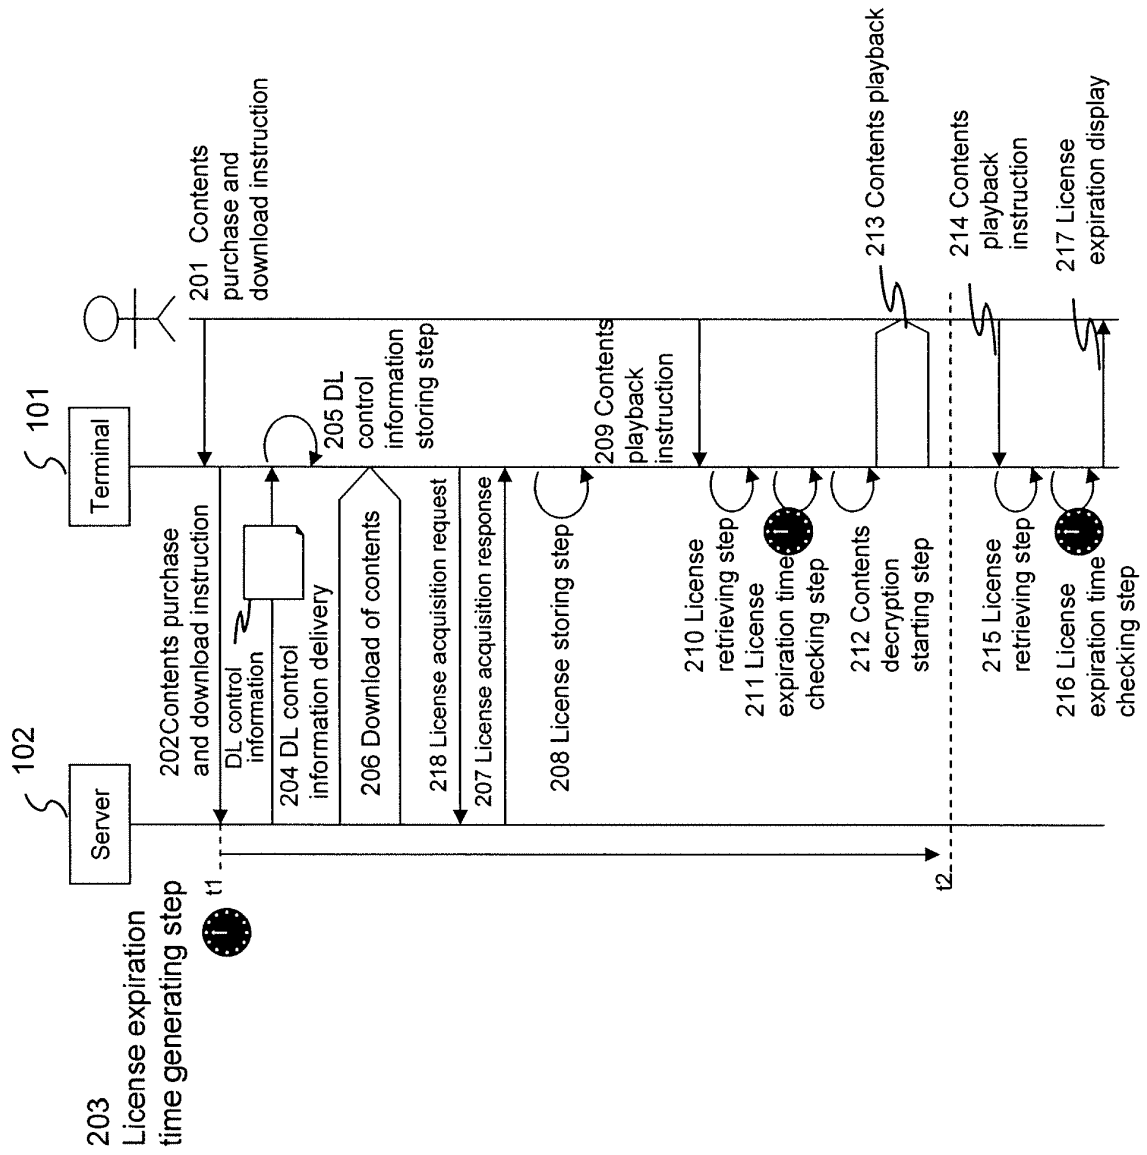 203
License expiration
time generating step
102
Server
101
Terminal
t1
t2
201 Contents
purchase and
download instruction
202Contents purchase
and download instruction
DL control
information
204 DL control
information delivery
205 DL
control
information
storing step
206 Download of contents
218 License acquisition request
207 License acquisition response
208 License storing step
209 Contents
playback
instruction
210 License
retrieving step
211 License
expiration time
checking step
212 Contents
decryption
starting step
213 Contents playback
214 Contents
playback
instruction
215 License
retrieving step
216 License
expiration time
checking step
217 License
expiration display